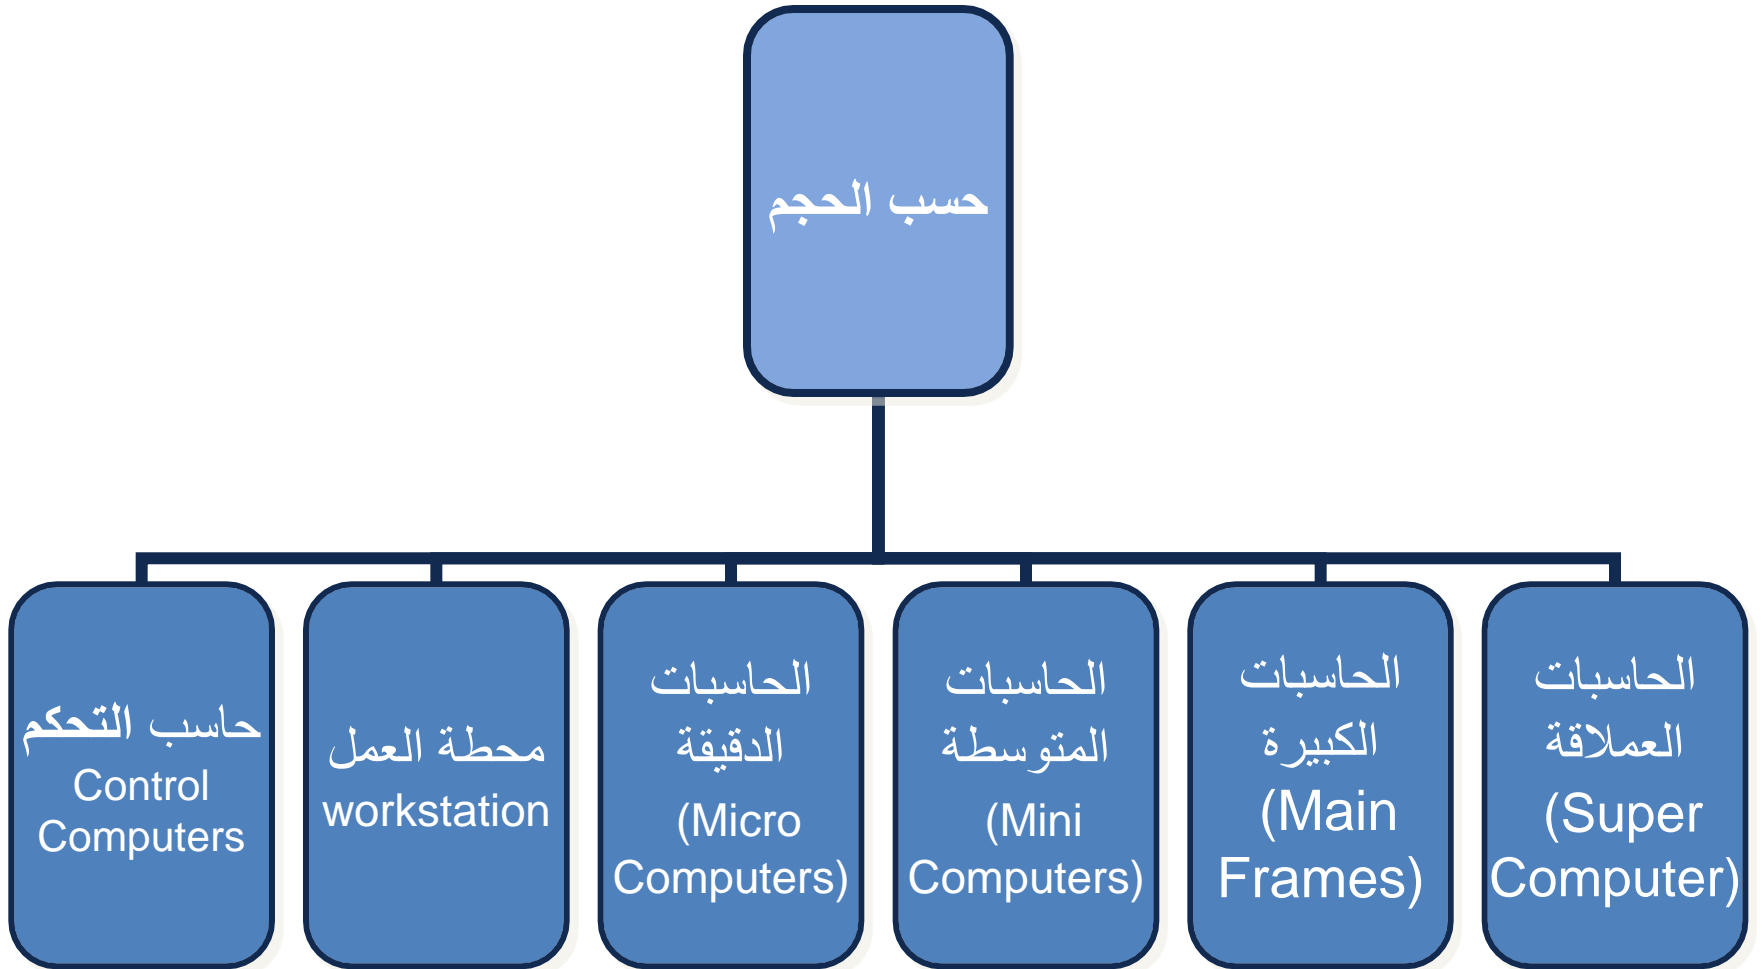 حسب الحجم
الحاسبات
العملاقة
(Super
Computer)
الحاسبات
الكبيرة
(Main
Frames)
الحاسبات
المتوسطة
(Mini
Computers)
الحاسبات
الدقيقة
(Micro
Computers)
محطة العمل
workstation
حاسب التحكم
Control
Computers